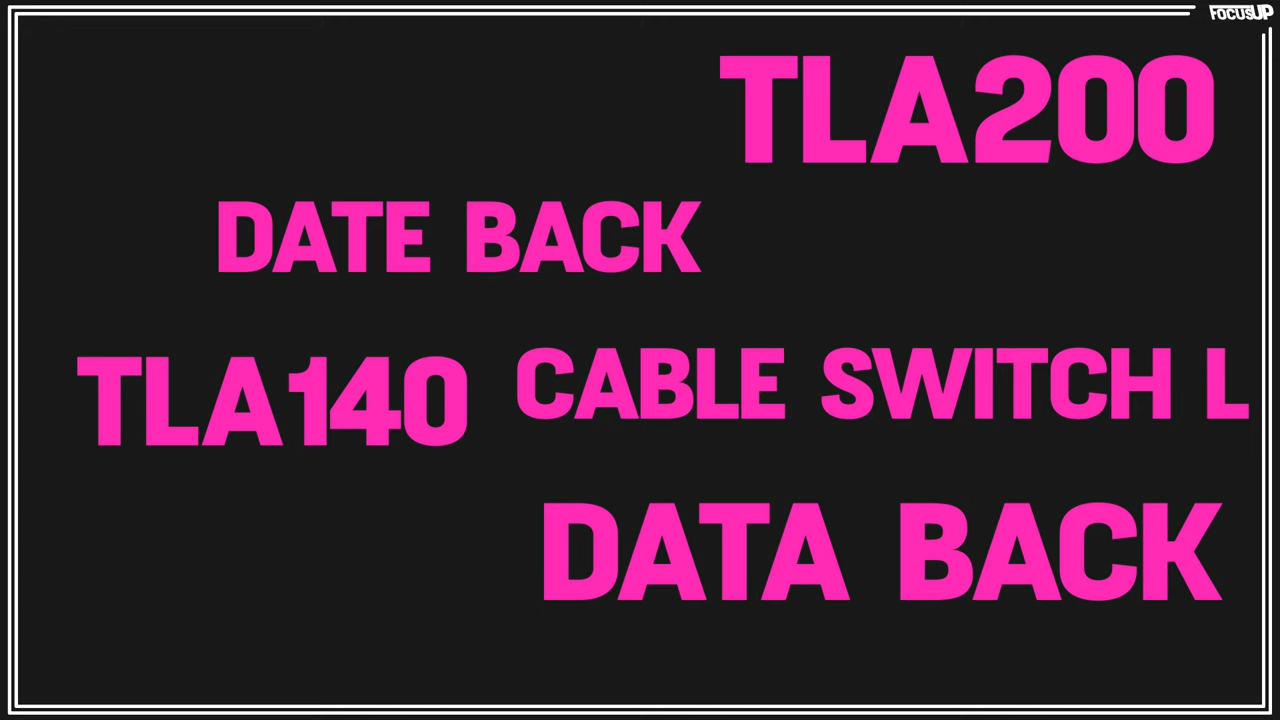 FOCUSUP
TLA200
DATE BACK
TLA140
CABLE SWITCH L
DATA BACK